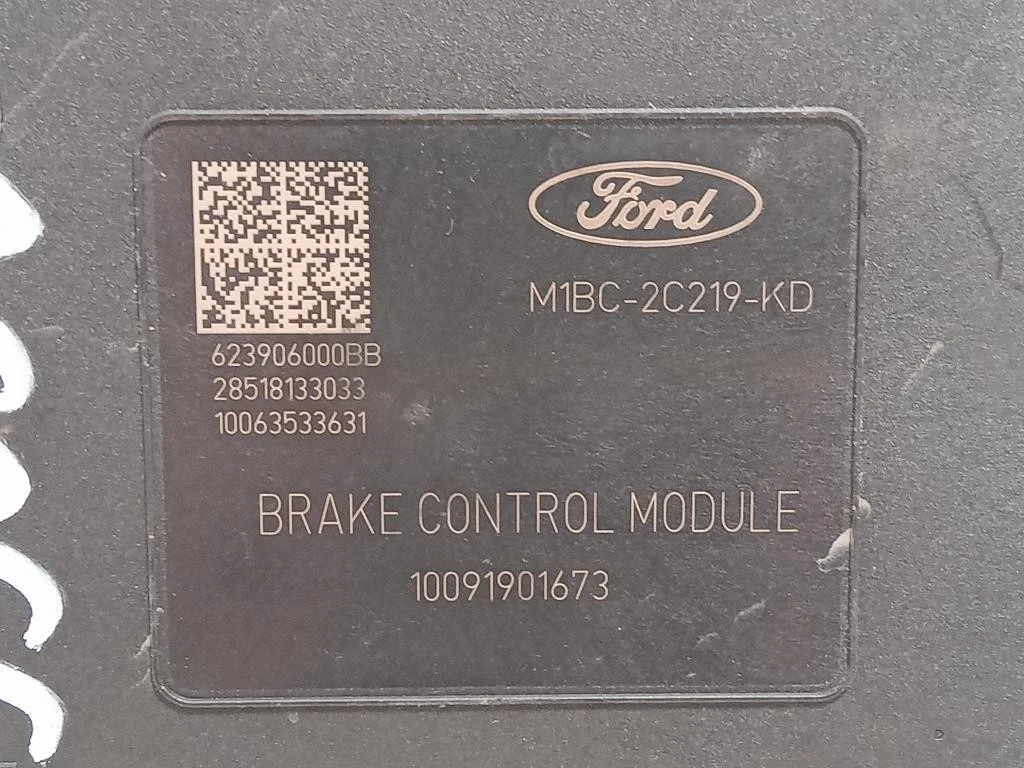 Ford
M1BC-2C219-KD
623906000BB
28518133033
10063533631
BRAKE CONTROL MODULE
10091901673